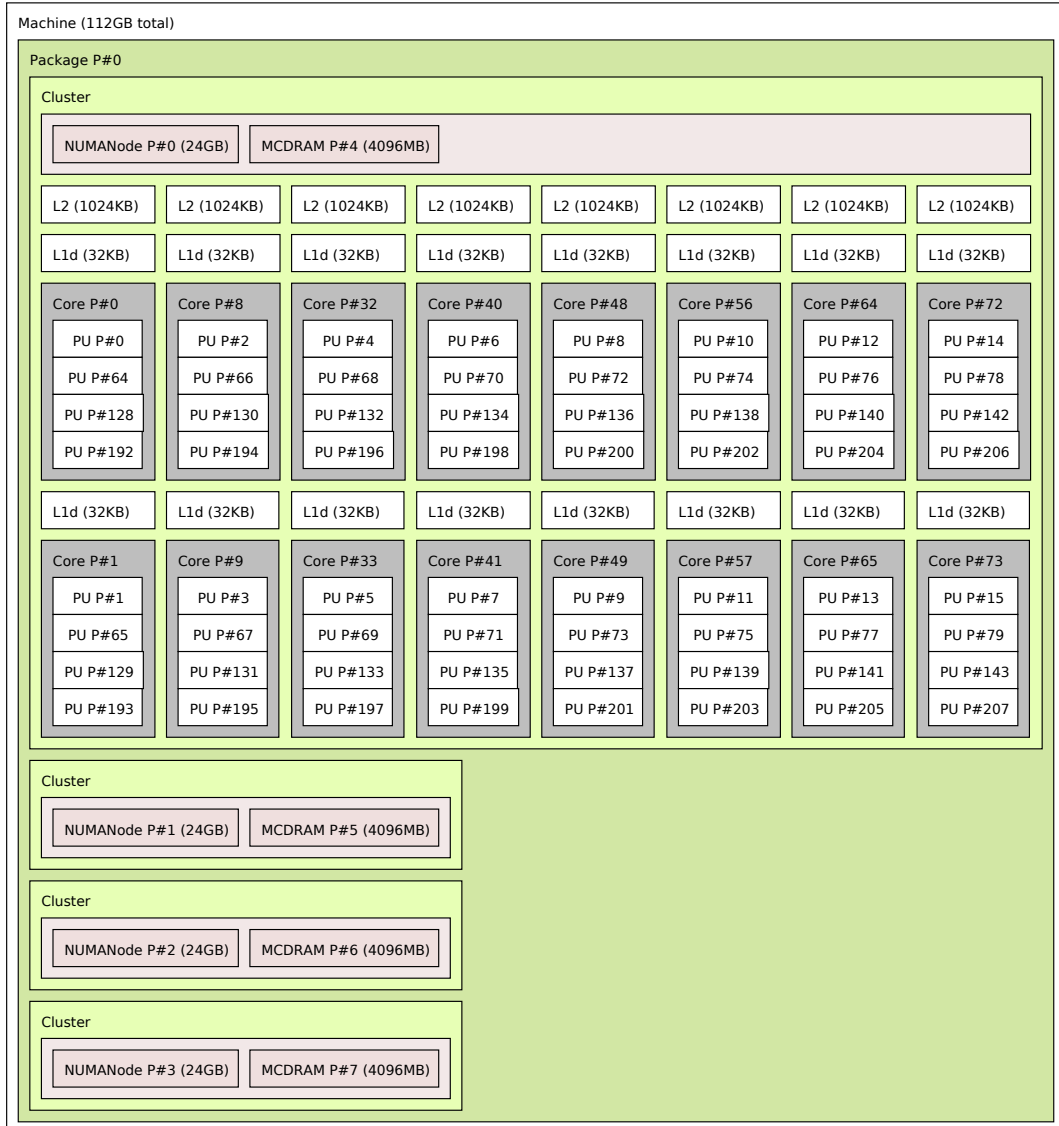 Machine (112GB total)
Package P#0
Cluster
NUMANode P#0 (24GB) MCDRAM P#4 (4096MB)
L2 (1024KB) L2 (1024KB) L2 (1024KB) L2 (1024KB) L2 (1024KB) L2 (1024KB) L2 (1024KB) L2 (1024KB)
L1d (32KB) L1d (32KB) L1d (32KB) L1d (32KB) L1d (32KB) L1d (32KB) L1d (32KB) L1d (32KB)
Core P#0 Core P#8 Core P#32 Core P#40 Core P#48 Core P#56 Core P#64 Core P#72
PU P#0 PU P#2 PU P#4 PU P#6 PU P#8 PU P#10 PU P#12 PU P#14
PU P#64 PU P#66 PU P#68 PU P#70 PU P#72 PU P#74 PU P#76 PU P#78
PU P#128 PU P#130 PU P#132 PU P#134 PU P#136 PU P#138 PU P#140 PU P#142
PU P#192 PU P#194 PU P#196 PU P#198 PU P#200 PU P#202 PU P#204 PU P#206
L1d (32KB) L1d (32KB) L1d (32KB) L1d (32KB) L1d (32KB) L1d (32KB) L1d (32KB) L1d (32KB)
Core P#1 Core P#9 Core P#33 Core P#41 Core P#49 Core P#57 Core P#65 Core P#73
PU P#1 PU P#3 PU P#5 PU P#7 PU P#9 PU P#11 PU P#13 PU P#15
PU P#65 PU P#67 PU P#69 PU P#71 PU P#73 PU P#75 PU P#77 PU P#79
PU P#129 PU P#131 PU P#133 PU P#135 PU P#137 PU P#139 PU P#141 PU P#143
PU P#193 PU P#195 PU P#197 PU P#199 PU P#201 PU P#203 PU P#205 PU P#207
Cluster
NUMANode P#1 (24GB) MCDRAM P#5 (4096MB)
Cluster
NUMANode P#2 (24GB) MCDRAM P#6 (4096MB)
Cluster
NUMANode P#3 (24GB) MCDRAM P#7 (4096MB)